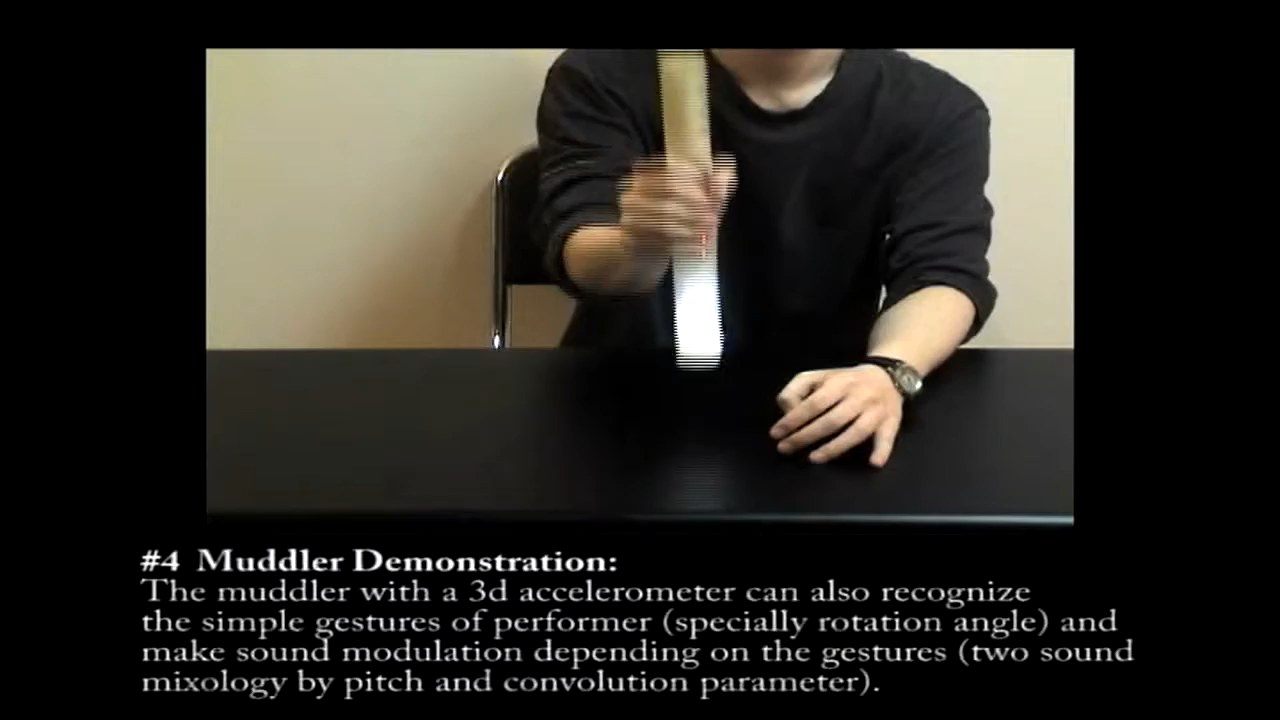 #4 Muddler Demonstration:
The muddler with a 3d accelerometer can also recognize
the simple gestures of performer (specially rotation angle) and
make sound modulation depending on the gestures (two sound
mixology by pitch and convolution parameter).